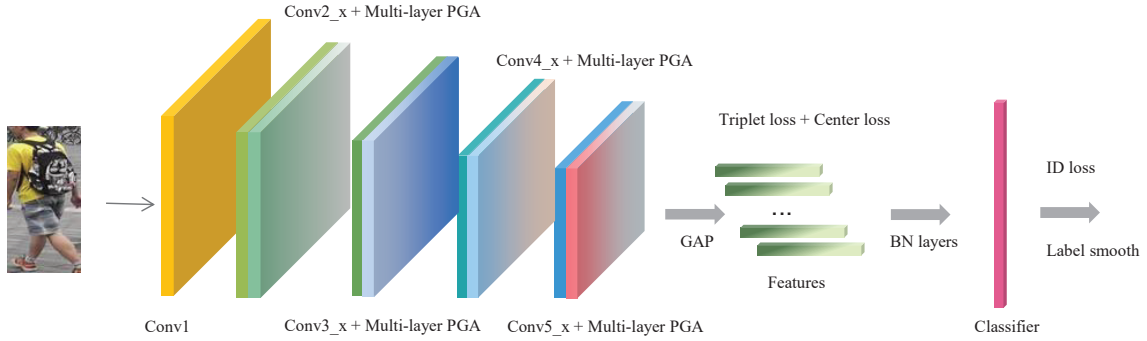 Conv2_x + Multi-layer PGA
Conv4_x + Multi-layer PGA
Triplet loss + Center loss
ID loss
...
GAP
BN layers
Label smooth
Features
Conv1
Conv3_x + Multi-layer PGA
Conv5_x + Multi-layer PGA
Classifier